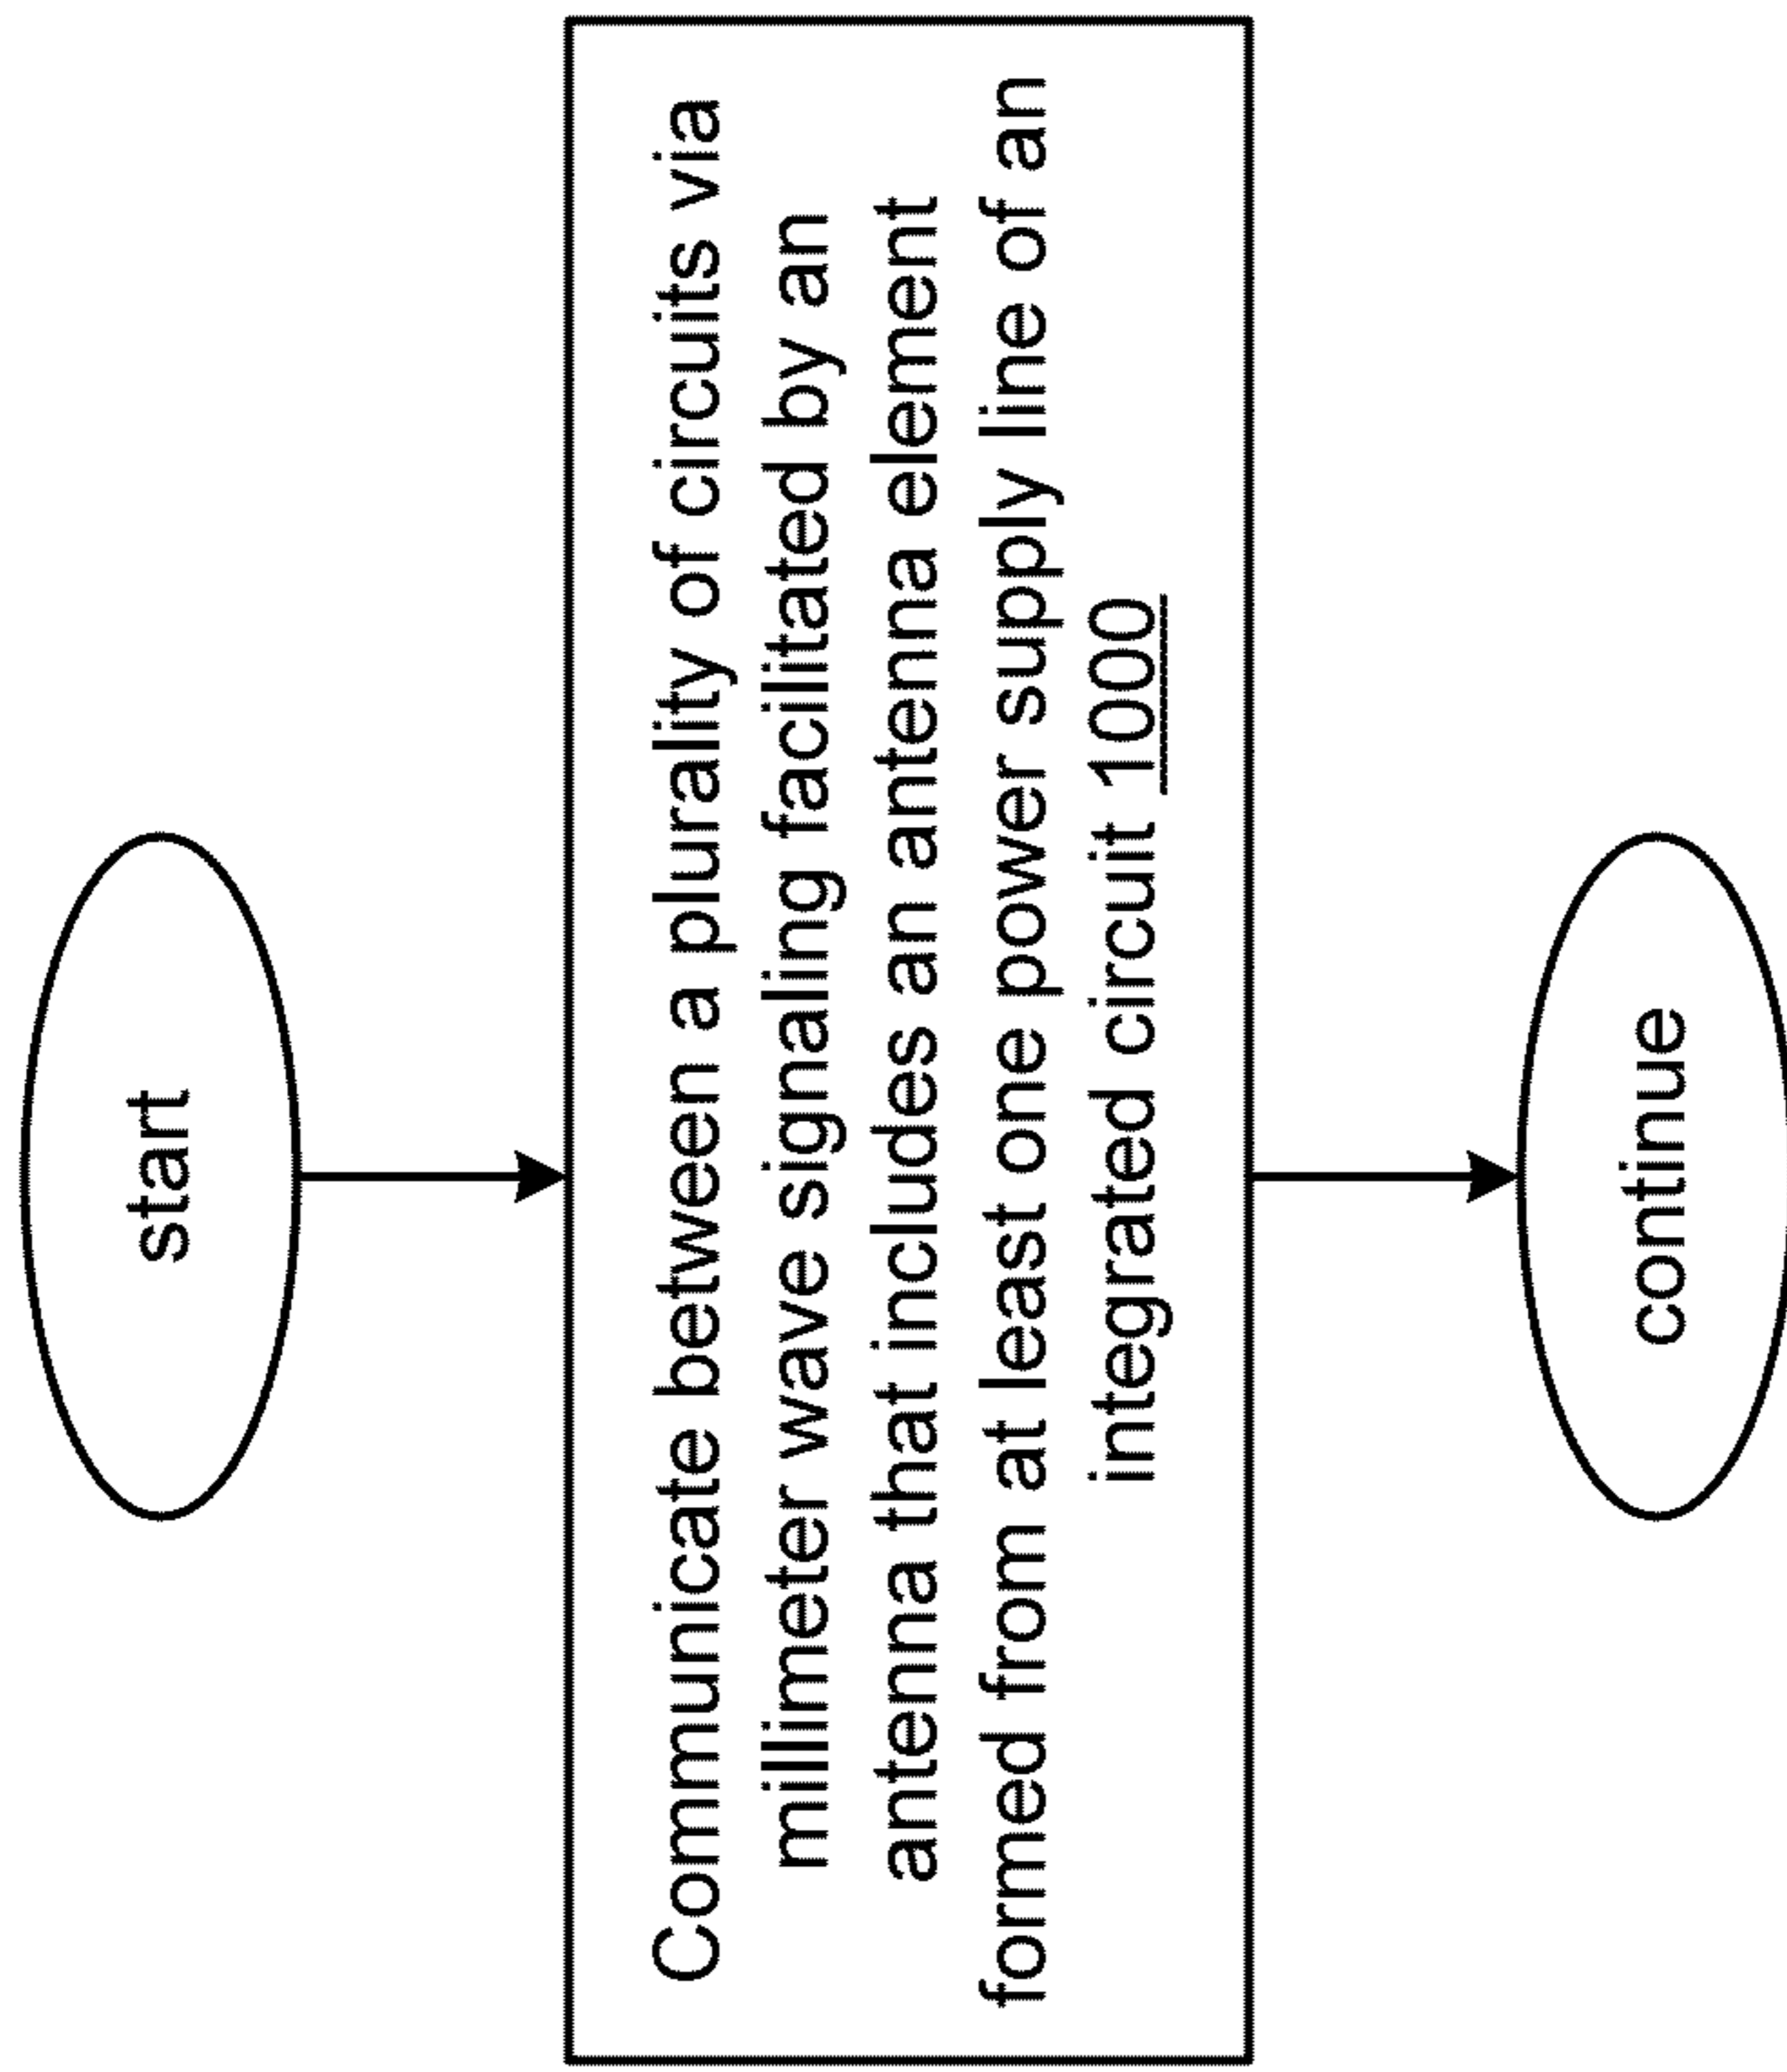 start
Communicate between a plurality of circuits via
millimeter wave signaling facilitated by an
antenna that includes an antenna element
formed from at least one power supply line of an
integrated circuit 1000
continue